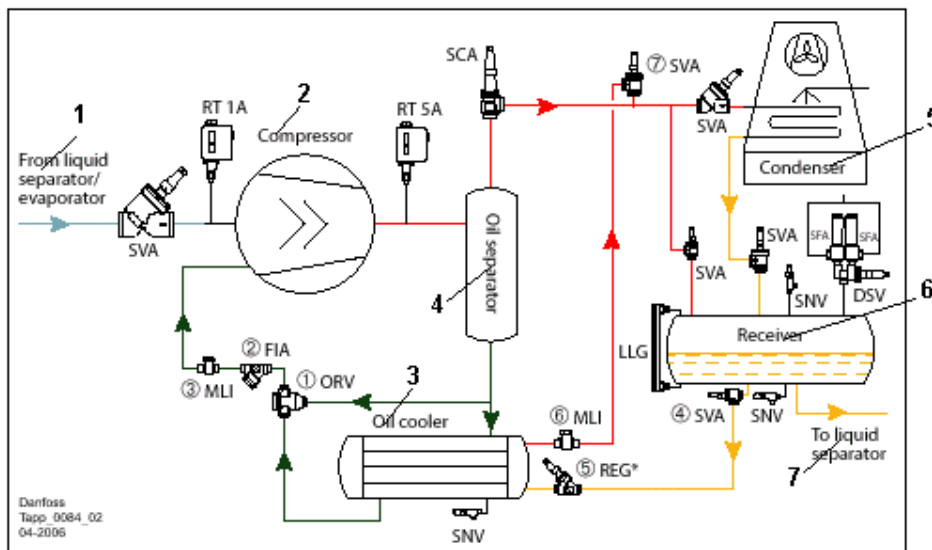 SCA
⑦ SVA
1
RT 1A
2
Compressor
RT 5A
SVA
5
From liquid
separator/
evaporator
Condenser
SVA
Oil separator
4
SVA
SFA
SFA
SVA
SNV
DSV
6
Receiver
LLG
② FIA
③ MLI
① ORV
3
Oil cooler
⑥ MLI
④ SVA
SNV
To liquid
separator
7
⑤ REG*
SNV
Danfoss
Tapp_0084_02
04-2006